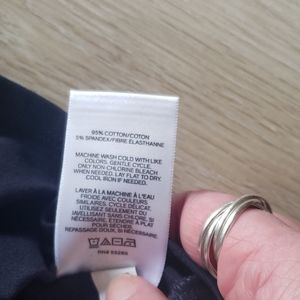 95% COTTON/COTON
5% SPANDEX/FIBRE ÉLASTHANNE
MACHINE WASH COLD WITH LIKE
COLORS. GENTLE CYCLE.
ONLY NON-CHLORINE BLEACH
WHEN NEEDED. LAY FLAT TO DRY.
COOL IRON IF NEEDED.
LAVER À LA MACHINE À L'EAU
FROIDE AVEC COULEURS
SIMILAIRES. CYCLE DÉLICAT.
UTILISEZ SEULEMENT DU
JAVELLISANT SANS CHLORE, SI
NÉCESSAIRE. ÉTENDRE À PLAT
POUR SÉCHER.
REPASSAGE DOUX, SI NÉCESSAIRE.